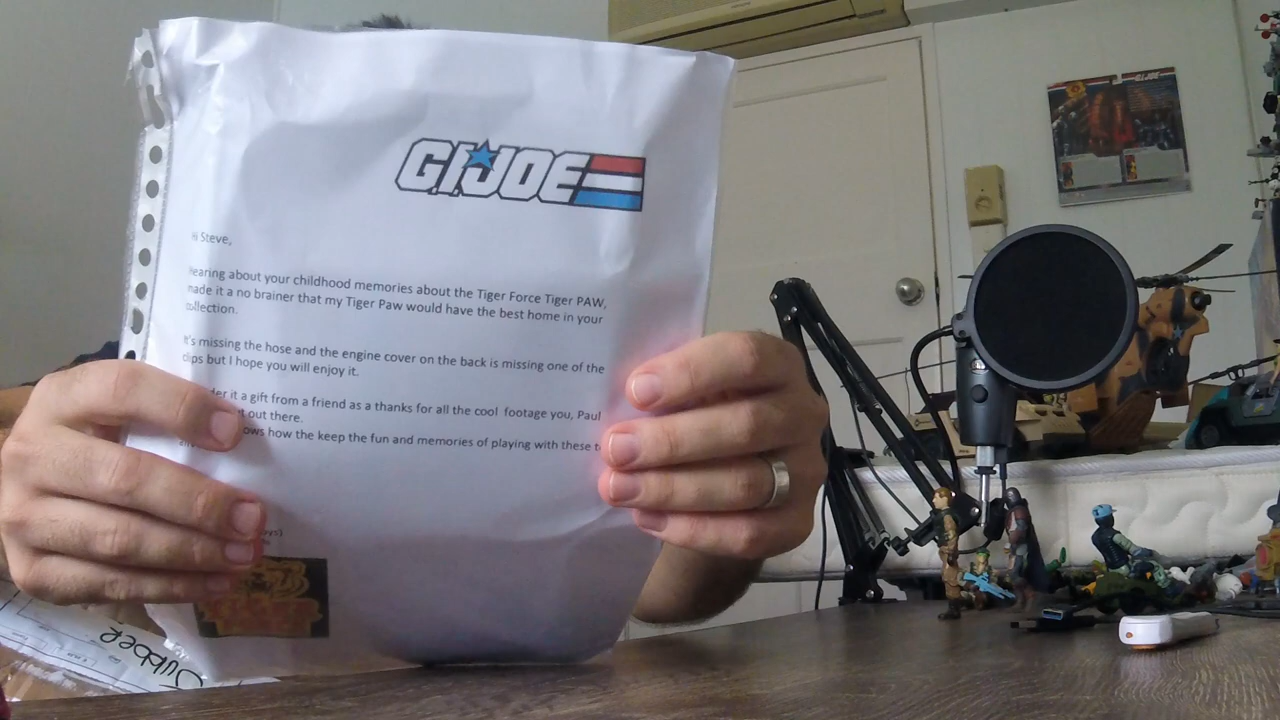 G.I.JOE
Hi Steve,
Hearing about your childhood memories about the Tiger Force Tiger PAW,
made it a no brainer that my Tiger Paw would have the best home in your
collection.
It's missing the hose and the engine cover on the back is missing one of the
clips but I hope you will enjoy it.
it a gift from a friend as a thanks for all the cool footage you, Paul
out there.
how the keep the fun and memories of playing with these